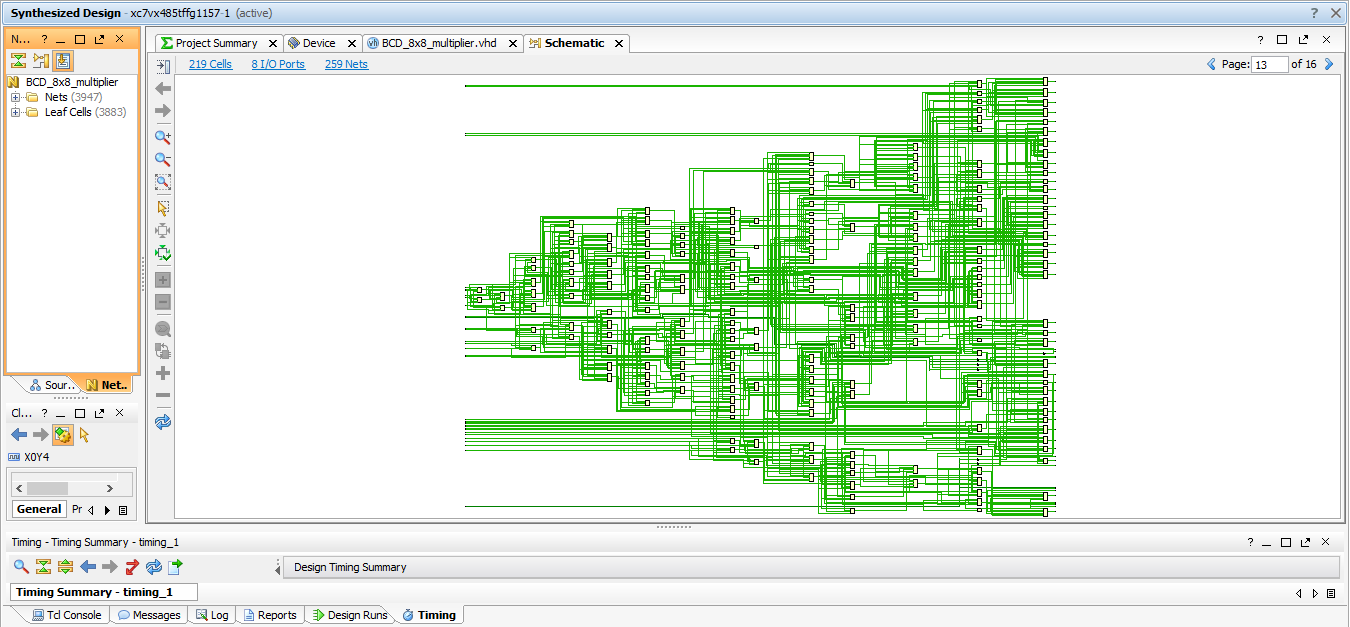 Synthesized Design - xc7vx485tffg1157-1 (active)
N... ?
Project Summary
Device
BCD_8x8_multiplier.vhd
Schematic
?
219 Cells 8 I/O Ports 259 Nets
Page: 13 of 16
BCD_8x8_multiplier
Nets (3947)
Leaf Cells (3883)
Sour..
Net..
Cl... ?
X0Y4
General
Pr
Timing - Timing Summary - timing_1
?
Design Timing Summary
Timing Summary - timing_1
Tcl Console
Messages
Log
Reports
Design Runs
Timing